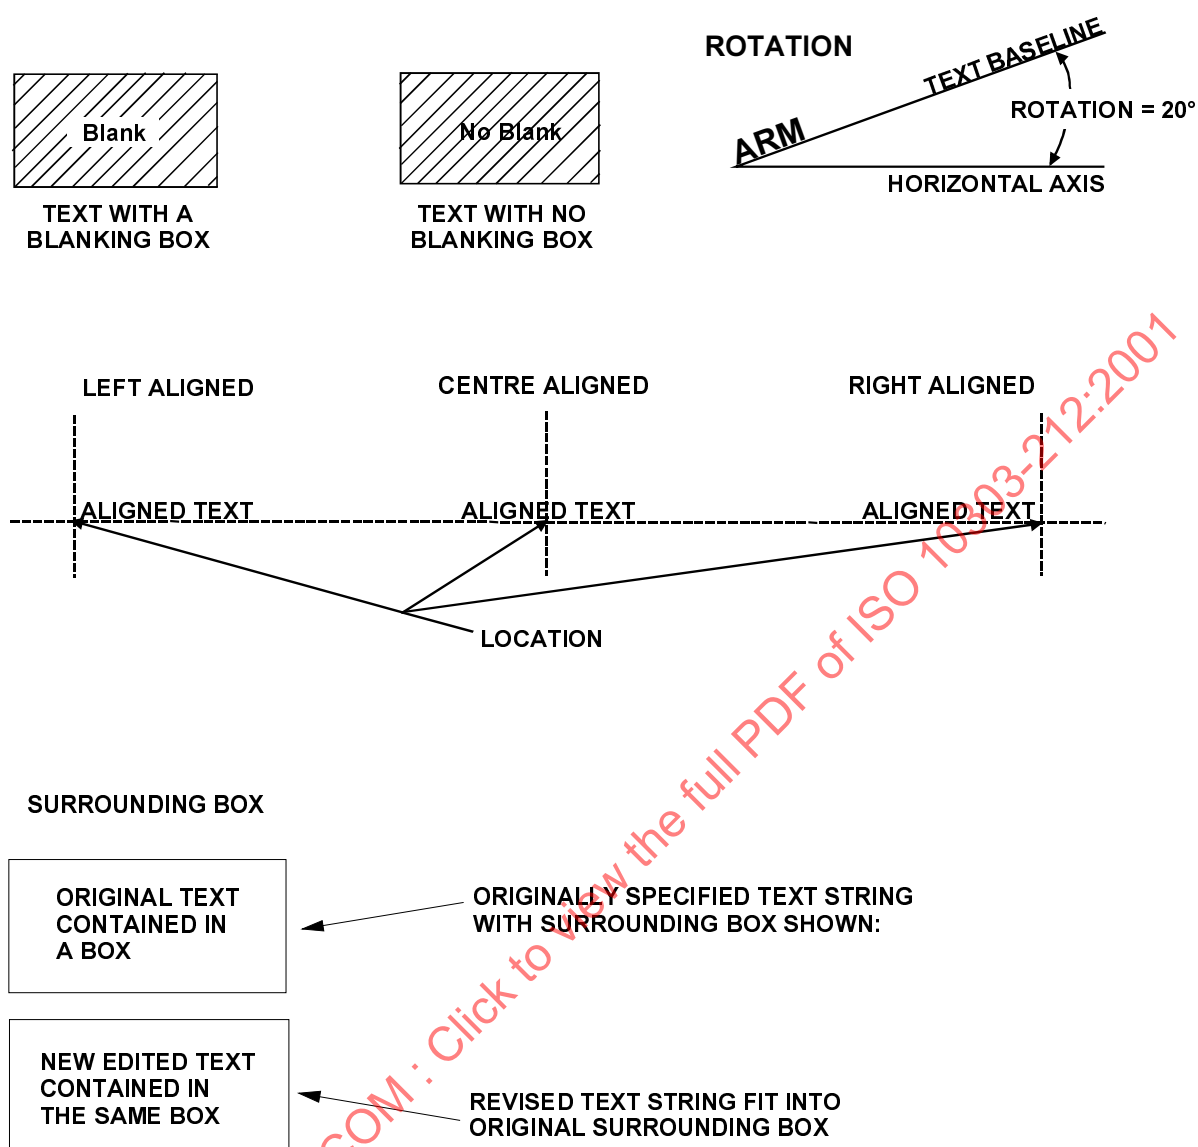 ROTATION
TEXT BASELINE
ROTATION = 20°
ARM
HORIZONTAL AXIS
Blank
No Blank
TEXT WITH A
BLANKING BOX
TEXT WITH NO
BLANKING BOX
LEFT ALIGNED
CENTRE ALIGNED
RIGHT ALIGNED
ALIGNED TEXT
ALIGNED TEXT
ALIGNED TEXT
LOCATION
SURROUNDING BOX
ORIGINAL TEXT
CONTAINED IN
A BOX
ORIGINALLY SPECIFIED TEXT STRING
WITH SURROUNDING BOX SHOWN:
NEW EDITED TEXT
CONTAINED IN
THE SAME BOX
REVISED TEXT STRING FIT INTO
ORIGINAL SURROUNDING BOX
COM : Click to view the full PDF of ISO 10303-212:2001